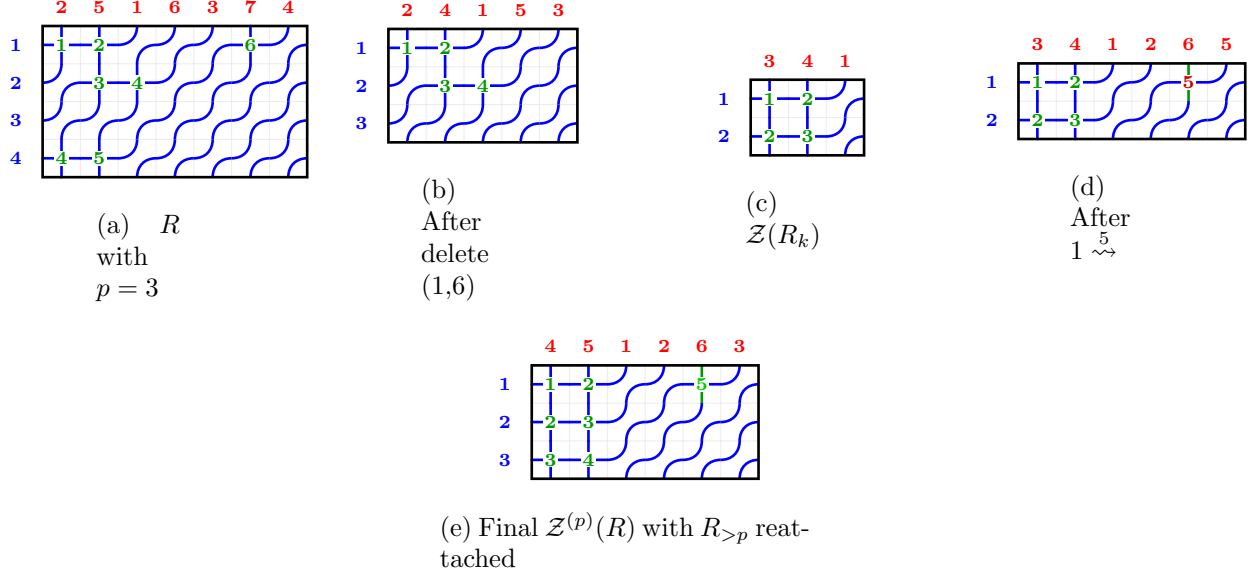 2 5 1 6 3 7 4
1 1 2 6
2 3 4
3
4 4 5
(a) R
with
p = 3
2 4 1 5 3
1 1 2
2 3 4
3
(b)
After
delete
(1,6)
3 4 1
1 1 2
2 2 3
(c)
𝒵(R_k)
3 4 1 2 6 5
1 1 2 5
2 2 3
(d)
After
1 ⇝^5
4 5 1 2 6 3
1 1 2 5
2 2 3
3 3 4
(e) Final 𝒵^{(p)}(R) with R_{>p} reat-
tached